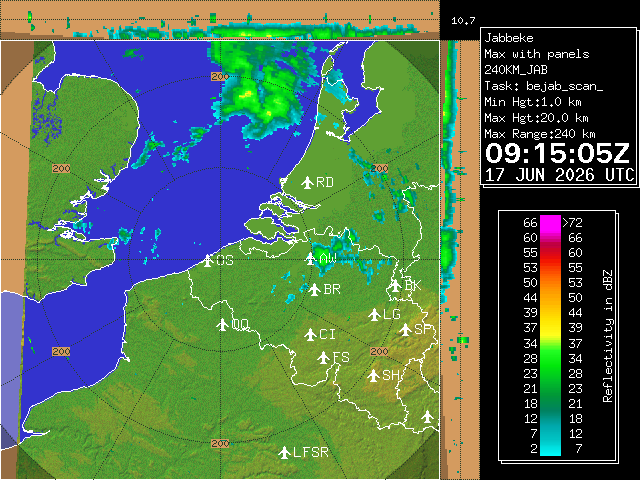 10.7
Jabbeke
Max with panels
240KM_JAB
Task: bejab_scan_
Min Hgt:1.0 km
Max Hgt:20.0 km
Max Range:240 km
09:15:05Z
17 JUN 2026 UTC
200
200
200
RD
OS
AW
BR
BK
LG
QQ
CI
SP
200
FS
200
SH
200
LFSR
66 >72
60 66
55 60
53 55
50 53
44 50
39 44
37 39
34 37
28 34
23 28
21 23
18 21
12 18
7 12
2 7
Reflectivity in dBZ